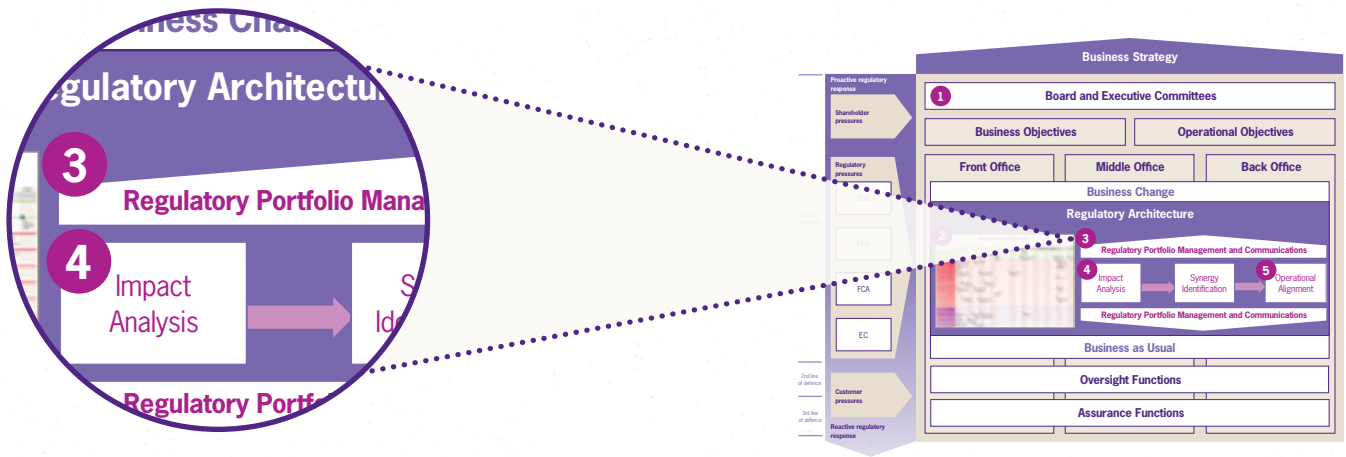 ness Cha
egulatory Architectu
3
Regulatory Portfolio Mana
4
Impact
Analysis
S
Ide
Regulatory Portfo
Business Strategy
Proactive regulatory
response
Shareholder
pressures
Regulatory
pressures
FCA
EC
2nd line
of defence
Customer
pressures
3rd line
of defence
Reactive regulatory
response
1
Board and Executive Committees
Business Objectives
Operational Objectives
Front Office
Middle Office
Back Office
Business Change
Regulatory Architecture
2
3
Regulatory Portfolio Management and Communications
4
Impact
Analysis
Synergy
Identification
5
Operational
Alignment
Regulatory Portfolio Management and Communications
Business as Usual
Oversight Functions
Assurance Functions